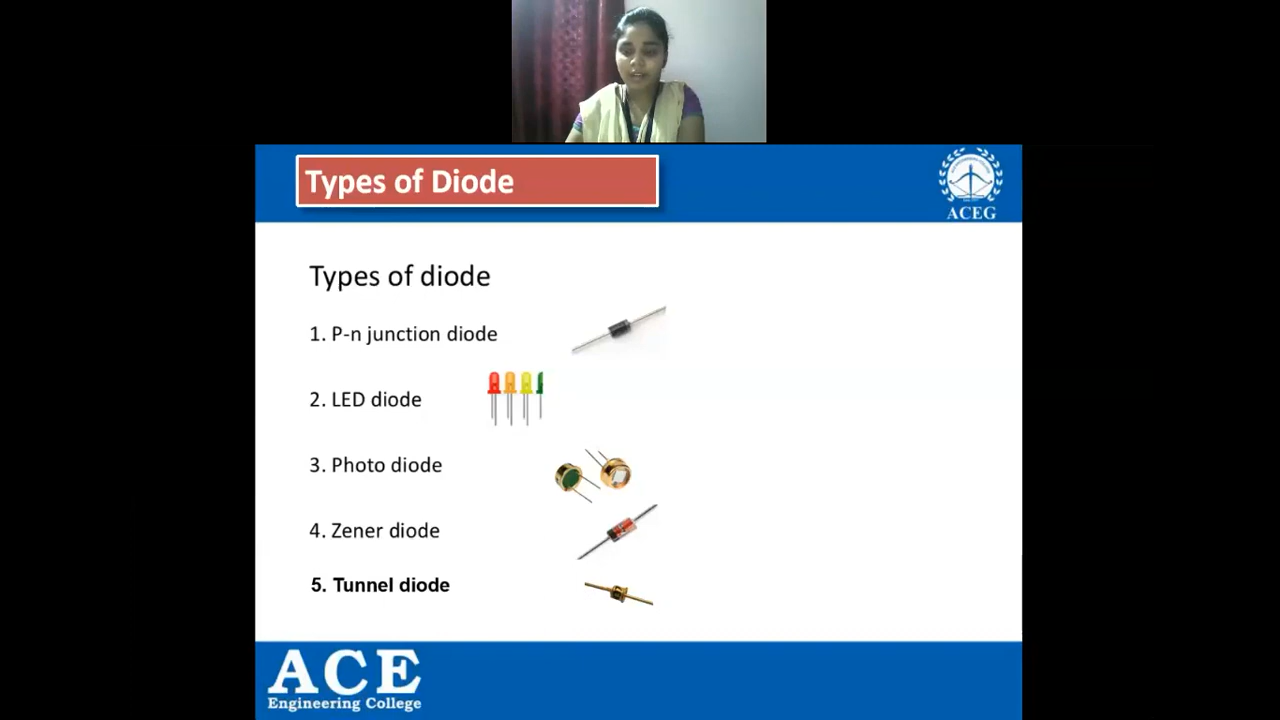 Types of Diode
ACEG
Types of diode
1. P-n junction diode
2. LED diode
3. Photo diode
4. Zener diode
5. Tunnel diode
ACE
Engineering College